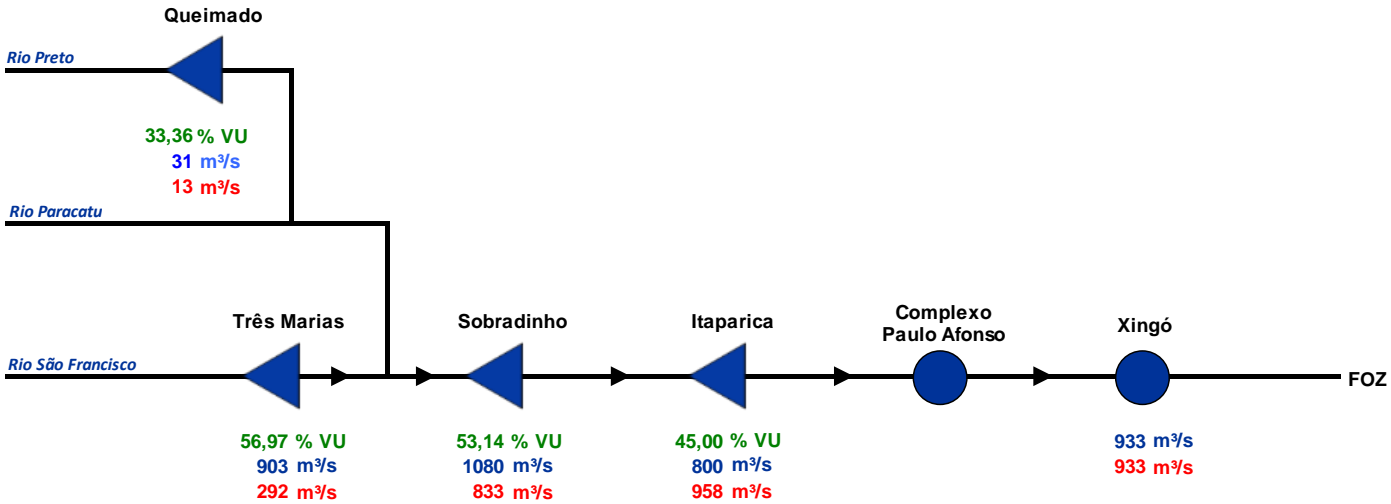 Queimado
Rio Preto
33,36 % VU
31 m³/s
13 m³/s
Rio Paracatu
Três Marias
Sobradinho
Itaparica
Complexo
Paulo Afonso
Xingó
Rio São Francisco
FOZ
56,97 % VU
903 m³/s
292 m³/s
53,14 % VU
1080 m³/s
833 m³/s
45,00 % VU
800 m³/s
958 m³/s
933 m³/s
933 m³/s